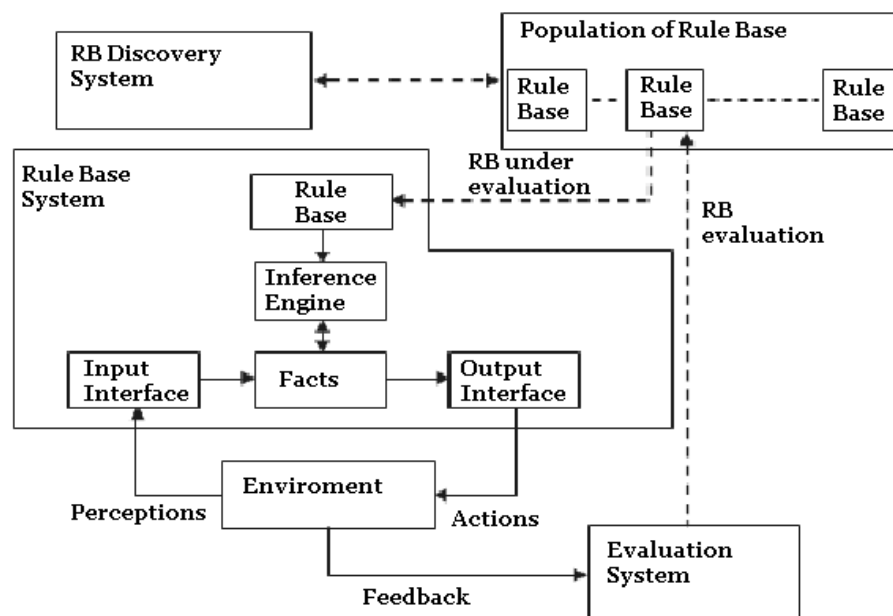 RB Discovery
System
Population of Rule Base
Rule
Base
Rule
Base
Rule
Base
RB under
evaluation
RB
evaluation
Rule Base
System
Rule
Base
Inference
Engine
Input
Interface
Facts
Output
Interface
Enviroment
Perceptions
Actions
Feedback
Evaluation
System